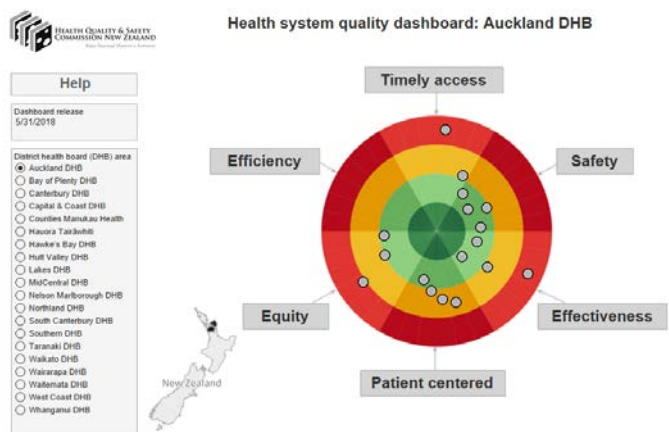 HEALTH QUALITY & SAFETY
COMMISSION NEW ZEALAND
Health system quality dashboard: Auckland DHB
Help
Dashboard release
5/31/2018
District health board (DHB) area
Auckland DHB
Bay of Plenty DHB
Canterbury DHB
Capital & Coast DHB
Counties Manukau Health
Hauora Tairāwhiti
Hawke's Bay DHB
Hutt Valley DHB
Lakes DHB
MidCentral DHB
Nelson Marlborough DHB
Northland DHB
South Canterbury DHB
Southern DHB
Taranaki DHB
Waikato DHB
Wairarapa DHB
Waitemata DHB
West Coast DHB
Whanganui DHB
New Zealand
Timely access
Efficiency
Safety
Equity
Effectiveness
Patient centered